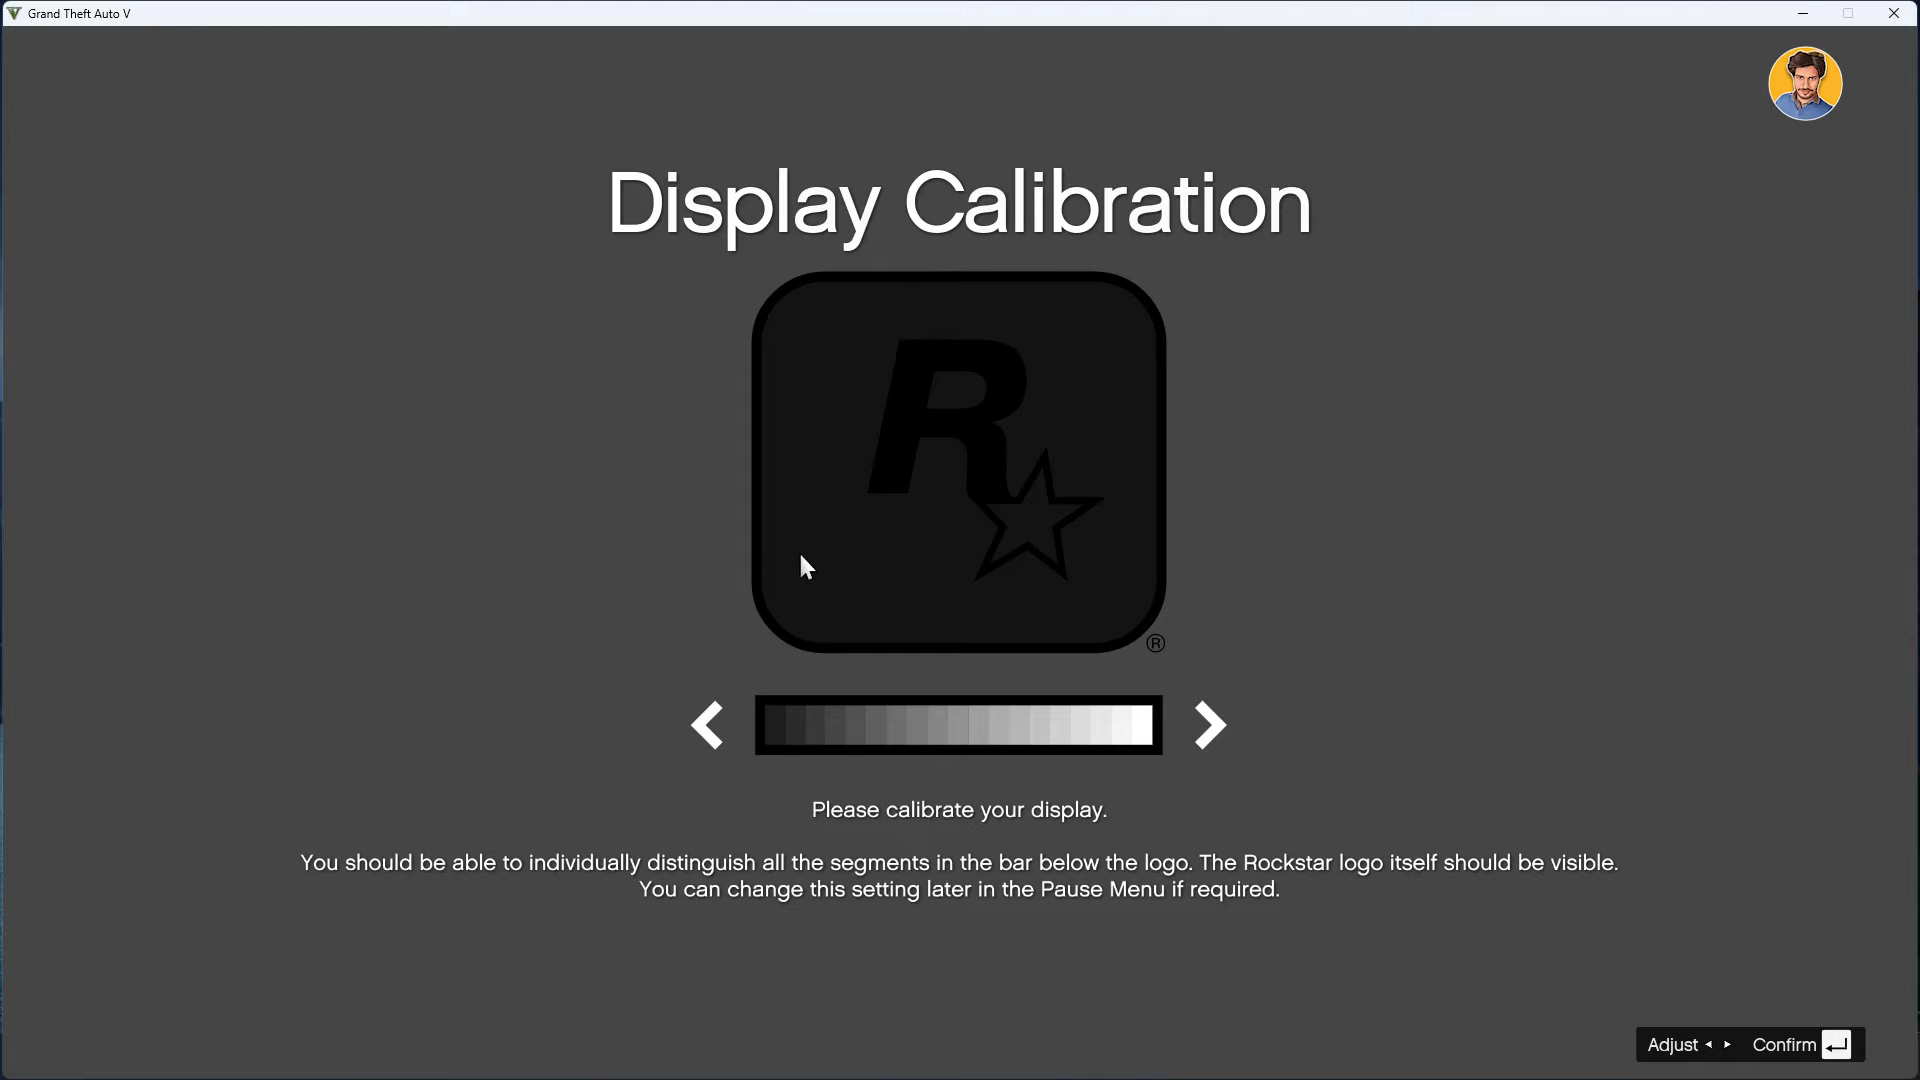 Grand Theft Auto V
Display Calibration
R
®
Please calibrate your display.
You should be able to individually distinguish all the segments in the bar below the logo. The Rockstar logo itself should be visible.
You can change this setting later in the Pause Menu if required.
Adjust Confirm